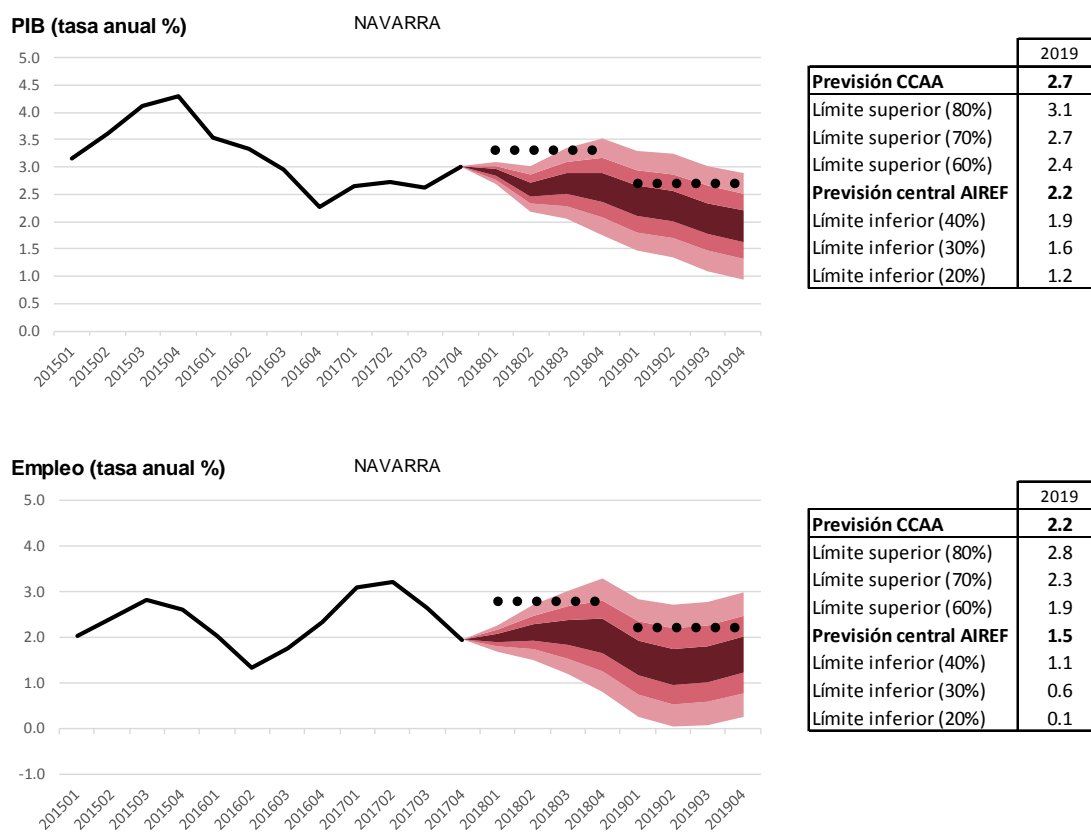 PIB (tasa anual %) NAVARRA
5.0
4.5
4.0
3.5
3.0
2.5
2.0
1.5
1.0
0.5
0.0
201501 201502 201503 201504 201601 201602 201603 201604 201701 201702 201703 201704 201801 201802 201803 201804 201901 201902 201903 201904
2019
Previsión CCAA 2.7
Límite superior (80%) 3.1
Límite superior (70%) 2.7
Límite superior (60%) 2.4
Previsión central AIREF 2.2
Límite inferior (40%) 1.9
Límite inferior (30%) 1.6
Límite inferior (20%) 1.2
Empleo (tasa anual %) NAVARRA
5.0
4.0
3.0
2.0
1.0
0.0
-1.0
201501 201502 201503 201504 201601 201602 201603 201604 201701 201702 201703 201704 201801 201802 201803 201804 201901 201902 201903 201904
2019
Previsión CCAA 2.2
Límite superior (80%) 2.8
Límite superior (70%) 2.3
Límite superior (60%) 1.9
Previsión central AIREF 1.5
Límite inferior (40%) 1.1
Límite inferior (30%) 0.6
Límite inferior (20%) 0.1